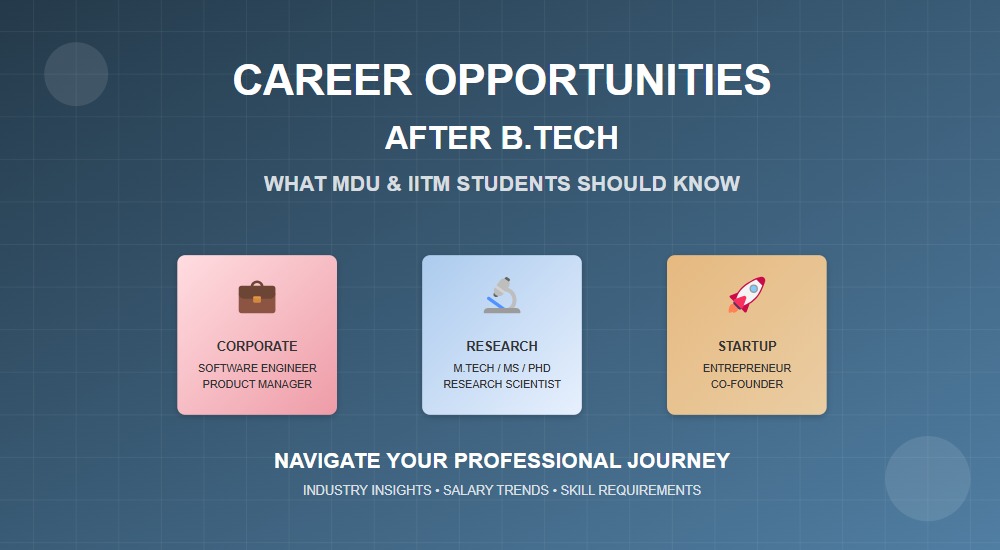 CAREER OPPORTUNITIES
AFTER B.TECH
WHAT MDU & IITM STUDENTS SHOULD KNOW
CORPORATE
SOFTWARE ENGINEER
PRODUCT MANAGER
RESEARCH
M.TECH / MS / PHD
RESEARCH SCIENTIST
STARTUP
ENTREPRENEUR
CO-FOUNDER
NAVIGATE YOUR PROFESSIONAL JOURNEY
INDUSTRY INSIGHTS • SALARY TRENDS • SKILL REQUIREMENTS